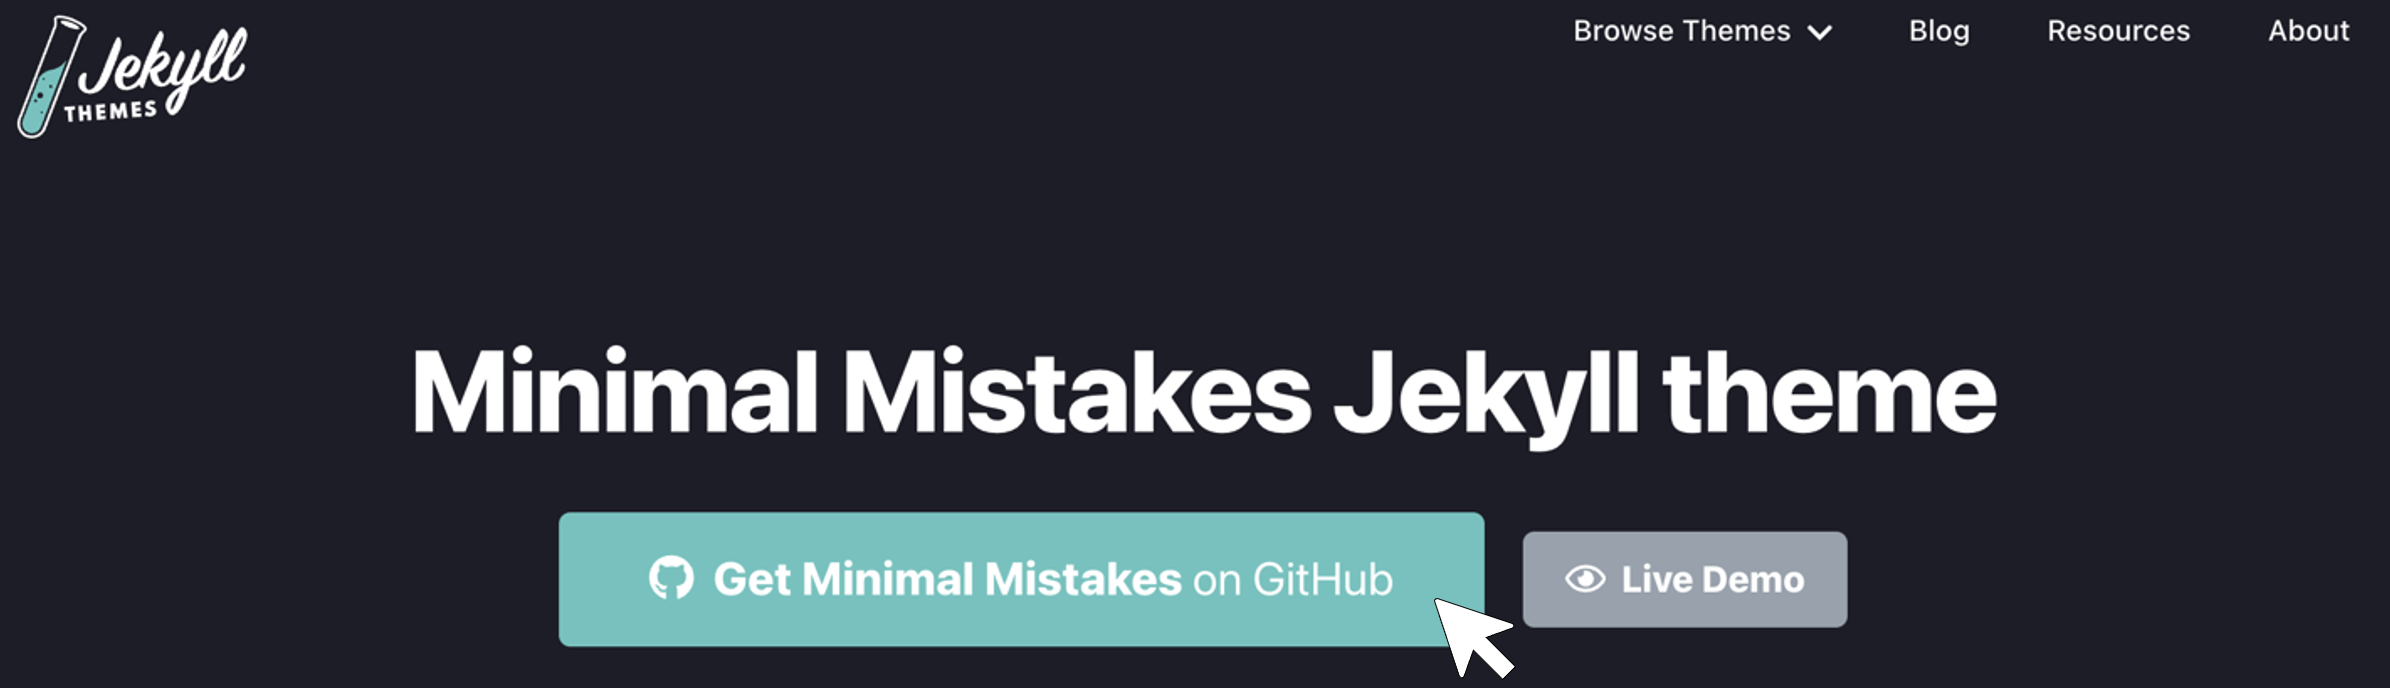 Jekyll
THEMES
Browse Themes
Blog
Resources
About
Minimal Mistakes Jekyll theme
Get Minimal Mistakes on GitHub
Live Demo